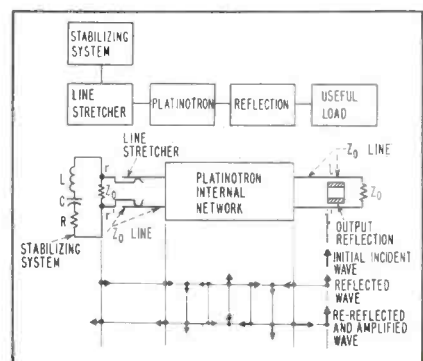 STABILIZING
SYSTEM
LINE
STRETCHER
PLATINOTRON
REFLECTION
USEFUL
LOAD
LINE
STRETCHER
Z0 LINE
L
C
R
r
Z0
r'
PLATINOTRON
INTERNAL
NETWORK
Z0
STABILIZING
SYSTEM
Z0 LINE
OUTPUT
REFLECTION
INITIAL INCIDENT
WAVE
REFLECTED
WAVE
RE-REFLECTED
AND AMPLIFIED
WAVE